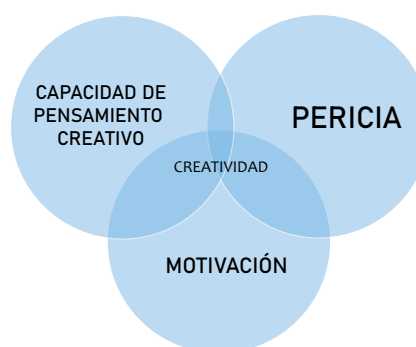 CAPACIDAD DE
PENSAMIENTO
CREATIVO
PERICIA
CREATIVIDAD
MOTIVACIÓN